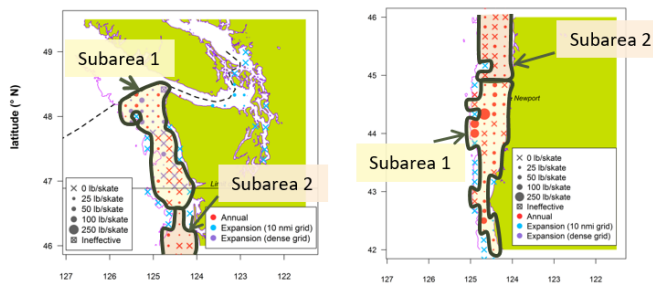 49
48
47
46
latitude (° N)
Subarea 1
Subarea 2
× 0 lb/skate
25 lb/skate
50 lb/skate
100 lb/skate
250 lb/skate
Ineffective
Annual
Expansion (10 nmi grid)
Expansion (dense grid)
127 126 125 124 123 122
46
45
44
43
42
Subarea 2
Newport
Subarea 1
× 0 lb/skate
25 lb/skate
50 lb/skate
100 lb/skate
250 lb/skate
Ineffective
Annual
Expansion (10 nmi grid)
Expansion (dense grid)
127 126 125 124 123 122